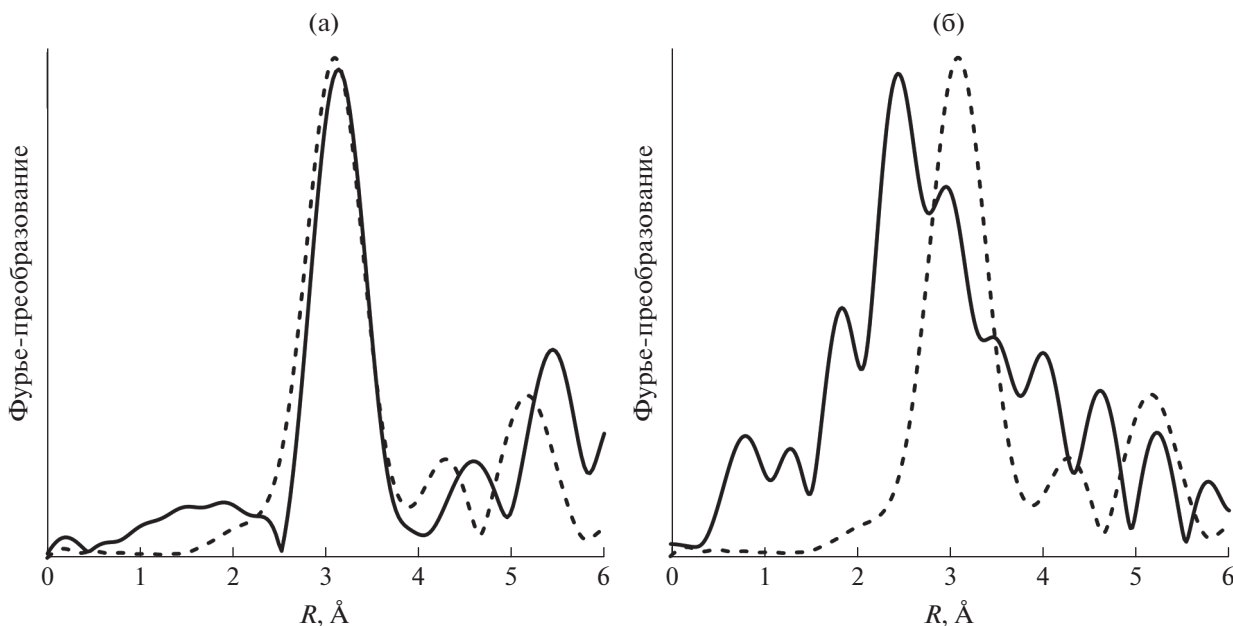 (а)
Фурье-преобразование
0 1 2 3 4 5 6
R, Å
(б)
Фурье-преобразование
0 1 2 3 4 5 6
R, Å